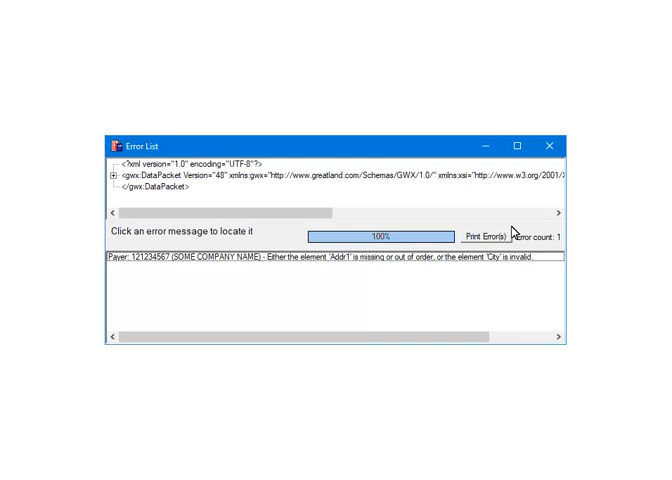 Error List
<?xml version="1.0" encoding="UTF-8"?>
<gwx:DataPacket Version="48" xmlns:gwx="http://www.greatland.com/Schemas/GWX/1.0/" xmlns:xsi="http://www.w3.org/2001/
</gwx:DataPacket>
Click an error message to locate it
100%
Print Error(s)
Error count: 1
Payer: 121234567 (SOME COMPANY NAME) - Either the element 'Addr1' is missing or out of order, or the element 'City' is invalid.